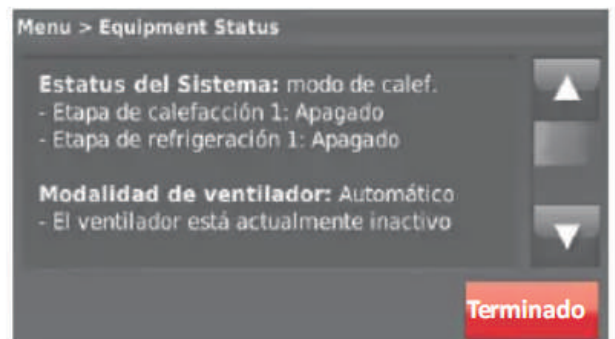 Menu > Equipment Status
Estatus del Sistema: modo de calef.
- Etapa de calefacción 1: Apagado
- Etapa de refrigeración 1: Apagado
Modalidad de ventilador: Automático
- El ventilador está actualmente inactivo
Terminado